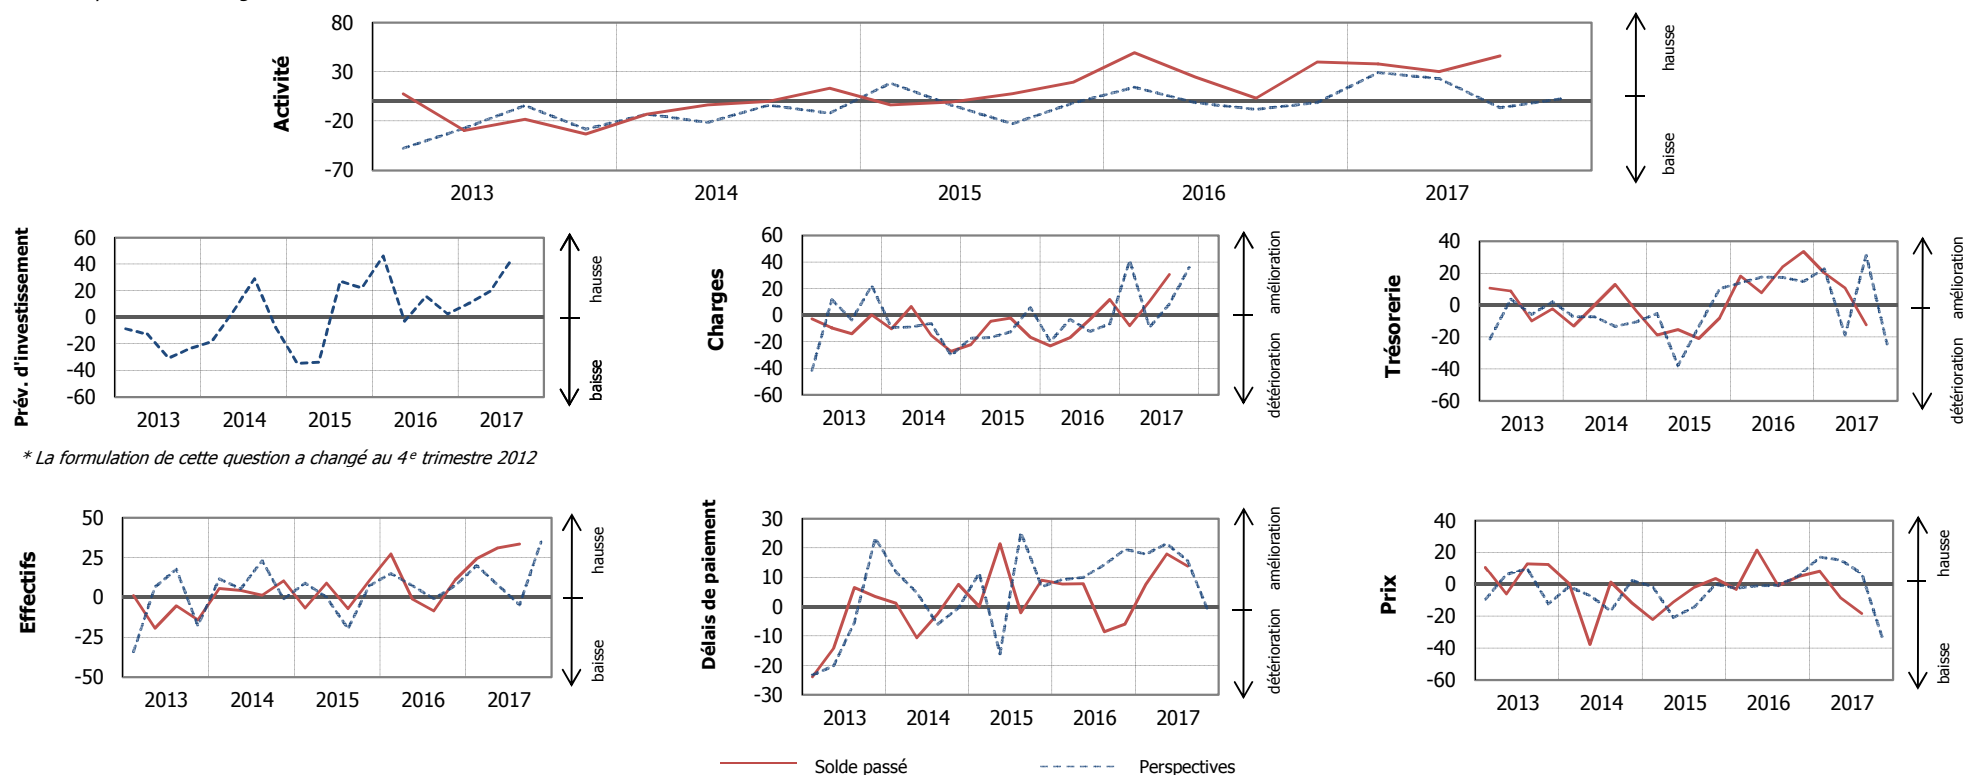 Activité
80
30
-20
-70
2013 2014 2015 2016 2017
hausse
baisse
Prév. d'investissement
60
40
20
0
-20
-40
-60
2013 2014 2015 2016 2017
hausse
baisse
* La formulation de cette question a changé au 4e trimestre 2012
Charges
60
40
20
0
-20
-40
-60
2013 2014 2015 2016 2017
amélioration
détérioration
Trésorerie
40
20
0
-20
-40
-60
2013 2014 2015 2016 2017
amélioration
détérioration
Effectifs
50
25
0
-25
-50
2013 2014 2015 2016 2017
hausse
baisse
Délais de paiement
30
20
10
0
-10
-20
-30
2013 2014 2015 2016 2017
amélioration
détérioration
Prix
40
20
0
-20
-40
-60
2013 2014 2015 2016 2017
hausse
baisse
Solde passé
Perspectives